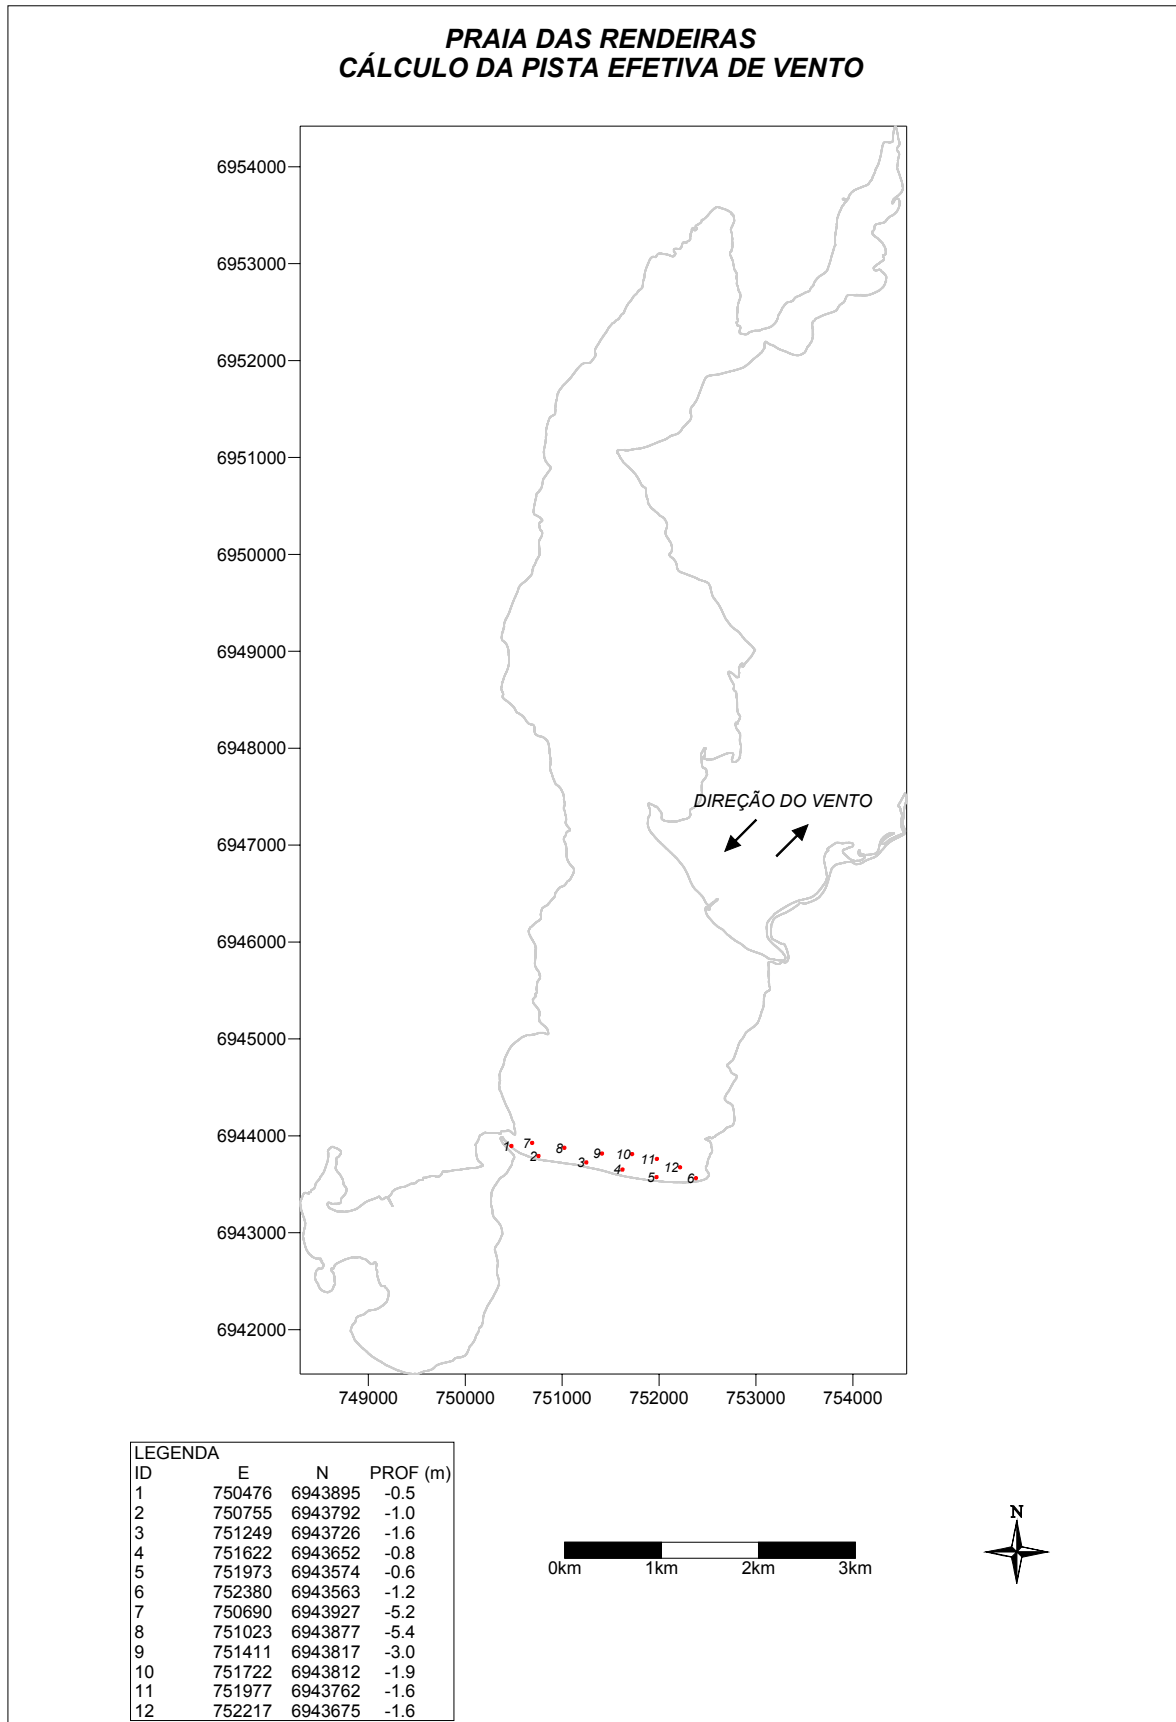 PRAIA DAS RENDEIRAS
CÁLCULO DA PISTA EFETIVA DE VENTO
6954000
6953000
6952000
6951000
6950000
6949000
6948000
DIREÇÃO DO VENTO
6947000
6946000
6945000
6944000
1 7 2 8 3 9 4 10 5 11 12 6
6943000
6942000
749000 750000 751000 752000 753000 754000
LEGENDA
ID E N PROF (m)
1 750476 6943895 -0.5
2 750755 6943792 -1.0
3 751249 6943726 -1.6
4 751622 6943652 -0.8
5 751973 6943574 -0.6
6 752380 6943563 -1.2
7 750690 6943927 -5.2
8 751023 6943877 -5.4
9 751411 6943817 -3.0
10 751722 6943812 -1.9
11 751977 6943762 -1.6
12 752217 6943675 -1.6
0km 1km 2km 3km
N